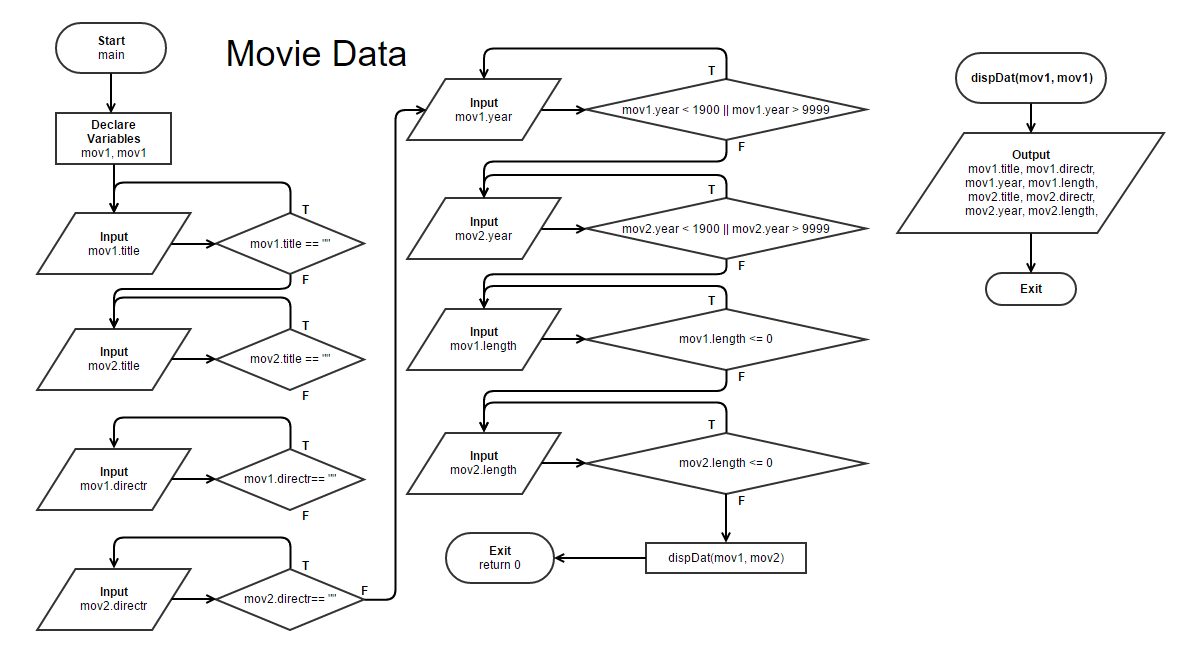 Movie Data
Start
main
Declare
Variables
mov1, mov1
Input
mov1.title
mov1.title == ""
T
F
Input
mov2.title
mov2.title == ""
T
F
Input
mov1.directr
mov1.directr== ""
T
F
Input
mov2.directr
mov2.directr== ""
T
F
Input
mov1.year
mov1.year < 1900 || mov1.year > 9999
T
F
Input
mov2.year
mov2.year < 1900 || mov2.year > 9999
T
F
Input
mov1.length
mov1.length <= 0
T
F
Input
mov2.length
mov2.length <= 0
T
F
dispDat(mov1, mov2)
Exit
return 0
dispDat(mov1, mov1)
Output
mov1.title, mov1.directr,
mov1.year, mov1.length,
mov2.title, mov2.directr,
mov2.year, mov2.length,
Exit